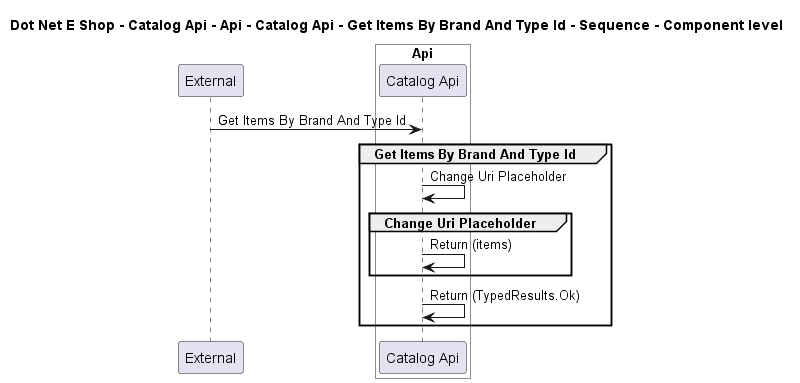 Dot Net E Shop - Catalog Api - Api - Catalog Api - Get Items By Brand And Type Id - Sequence - Component level
Api
External
Catalog Api
Get Items By Brand And Type Id
Get Items By Brand And Type Id
Change Uri Placeholder
Change Uri Placeholder
Return (items)
Return (TypedResults.Ok)
External
Catalog Api